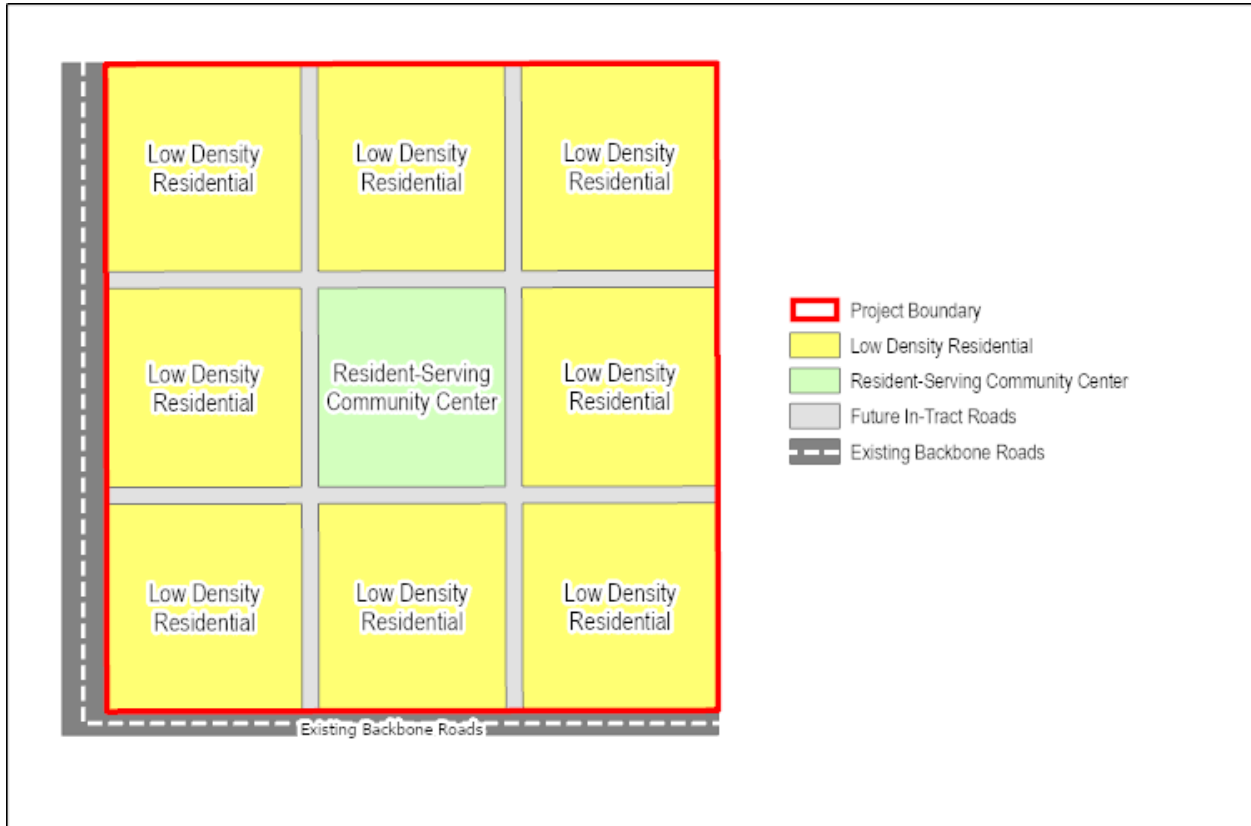 Low Density
Residential
Low Density
Residential
Low Density
Residential
Low Density
Residential
Resident-Serving
Community Center
Low Density
Residential
Low Density
Residential
Low Density
Residential
Low Density
Residential
Existing Backbone Roads
Project Boundary
Low Density Residential
Resident-Serving Community Center
Future In-Tract Roads
Existing Backbone Roads